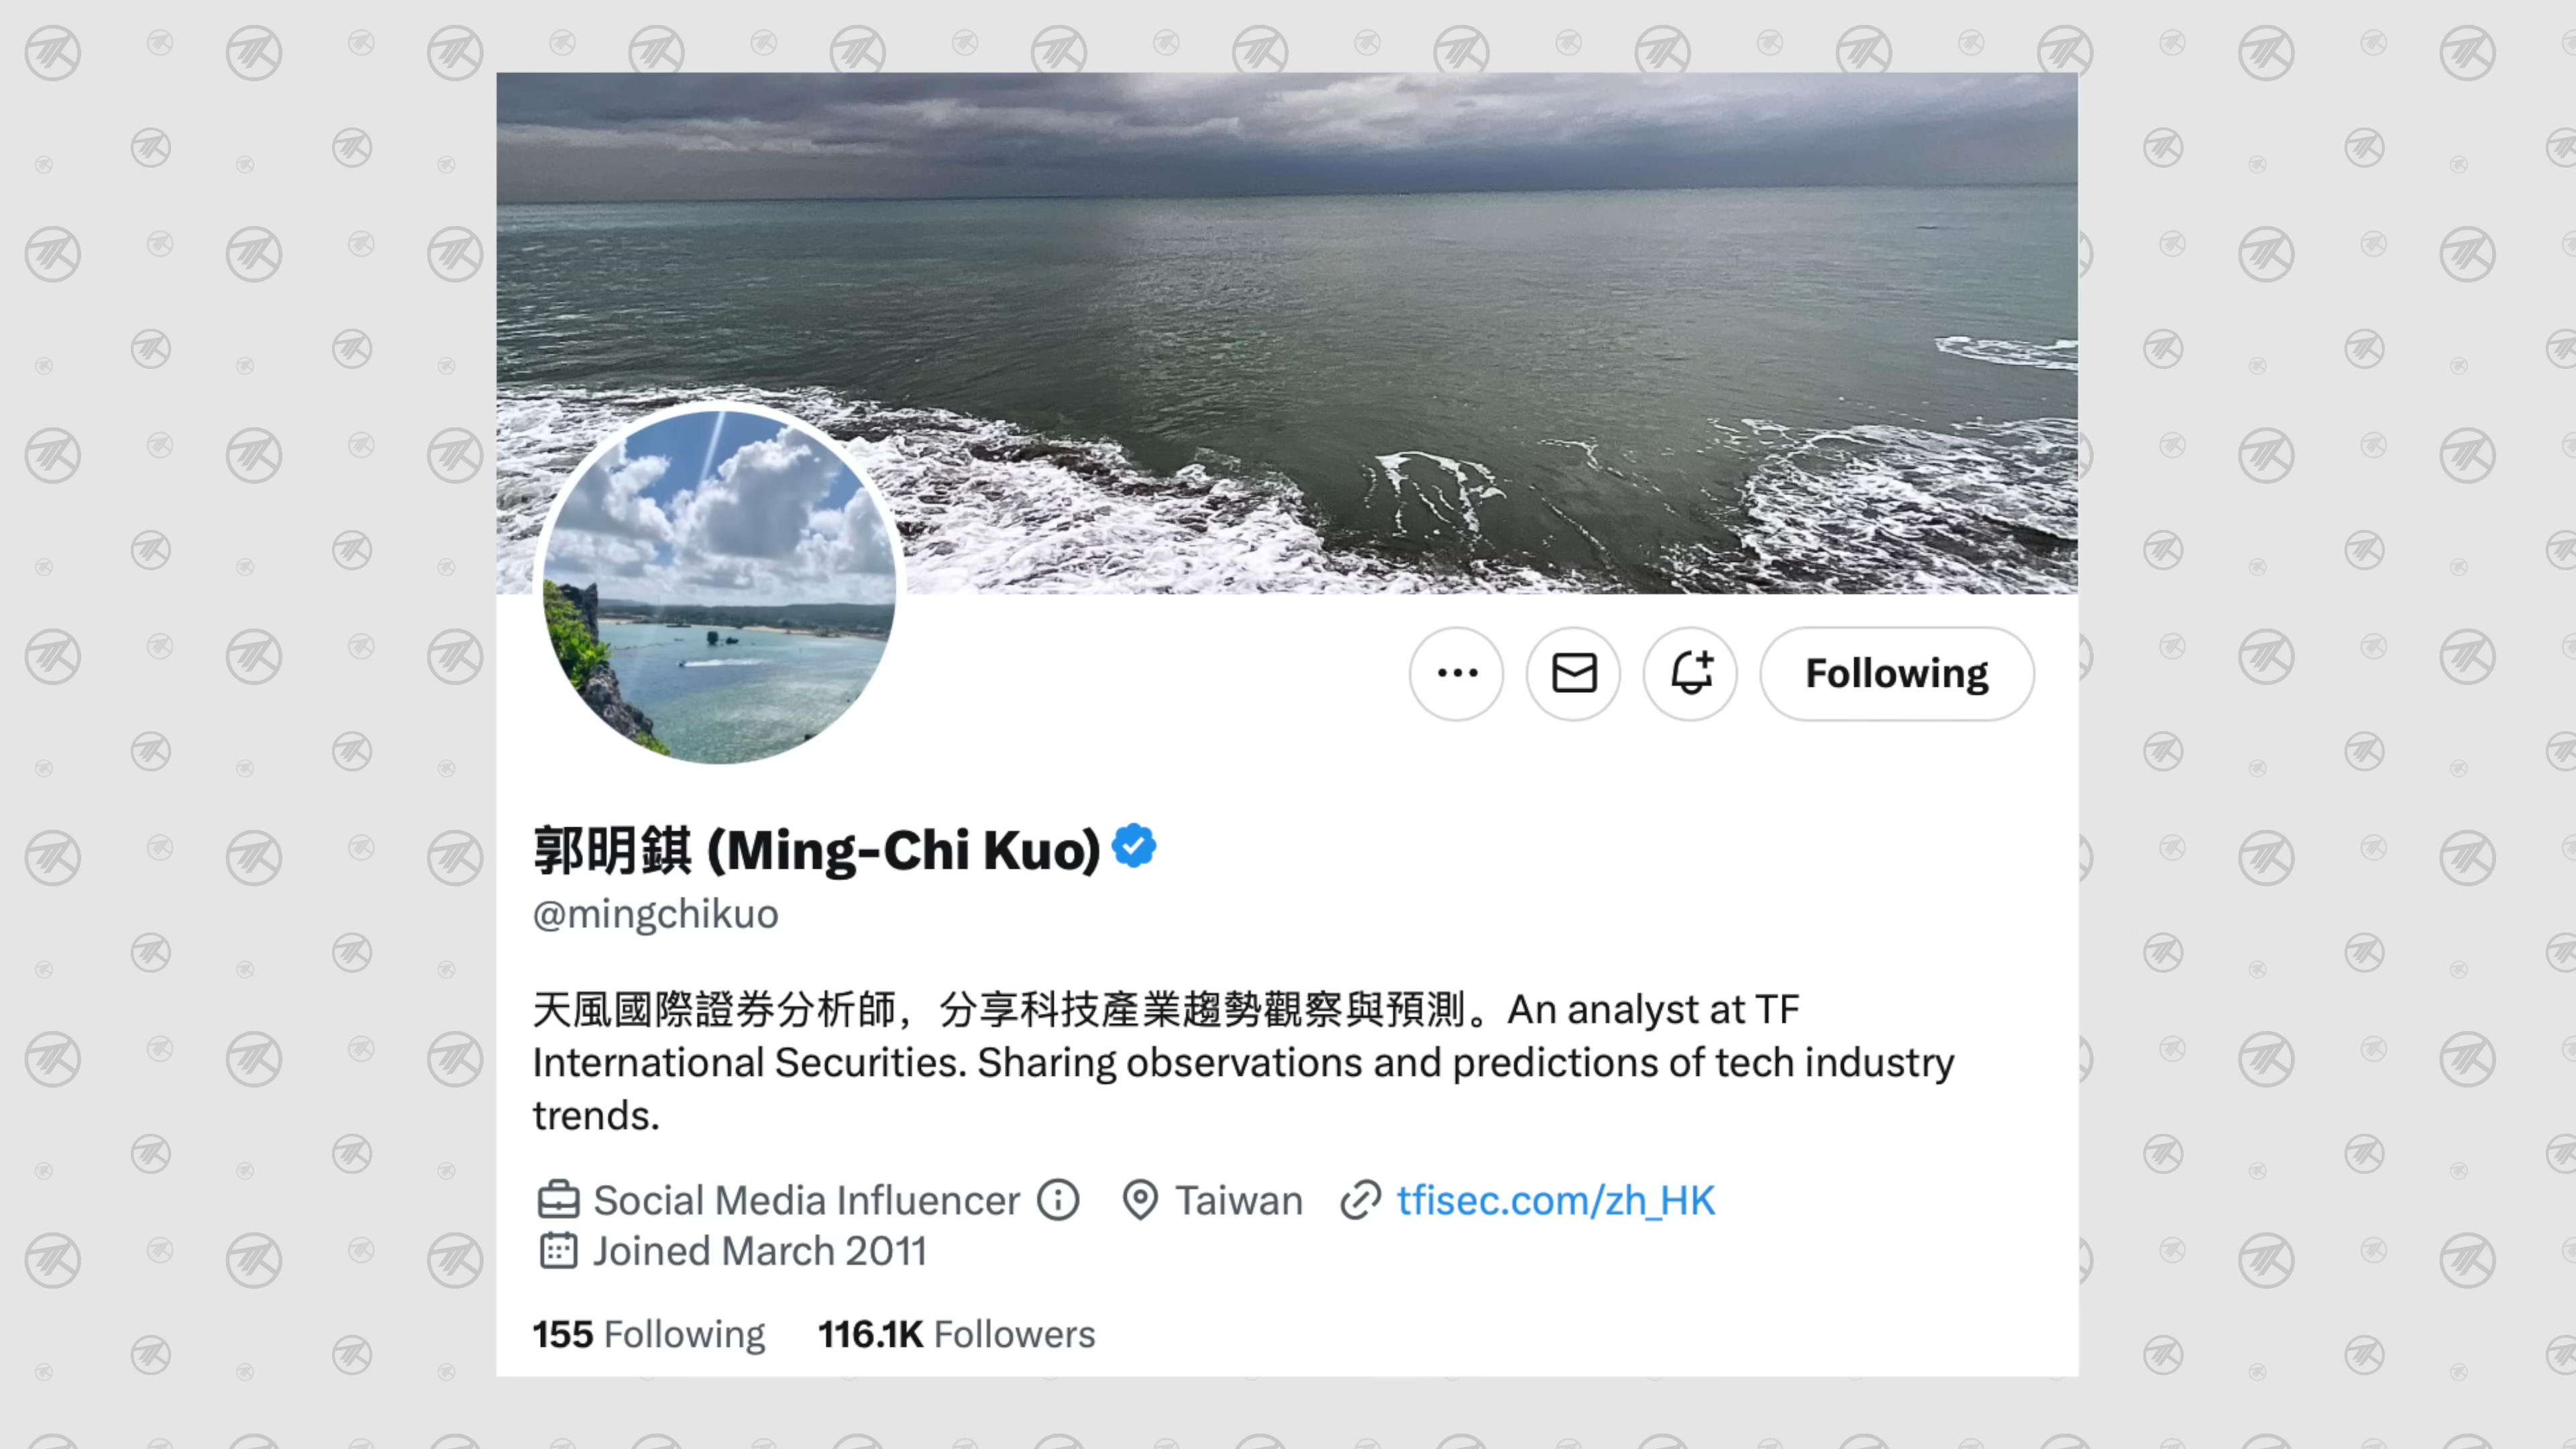 Following
郭明錤 (Ming-Chi Kuo)
@mingchikuo
天風國際證券分析師，分享科技產業趨勢觀察與預測。An analyst at TF
International Securities. Sharing observations and predictions of tech industry
trends.
Social Media Influencer Taiwan tfisec.com/zh_HK
Joined March 2011
155 Following 116.1K Followers